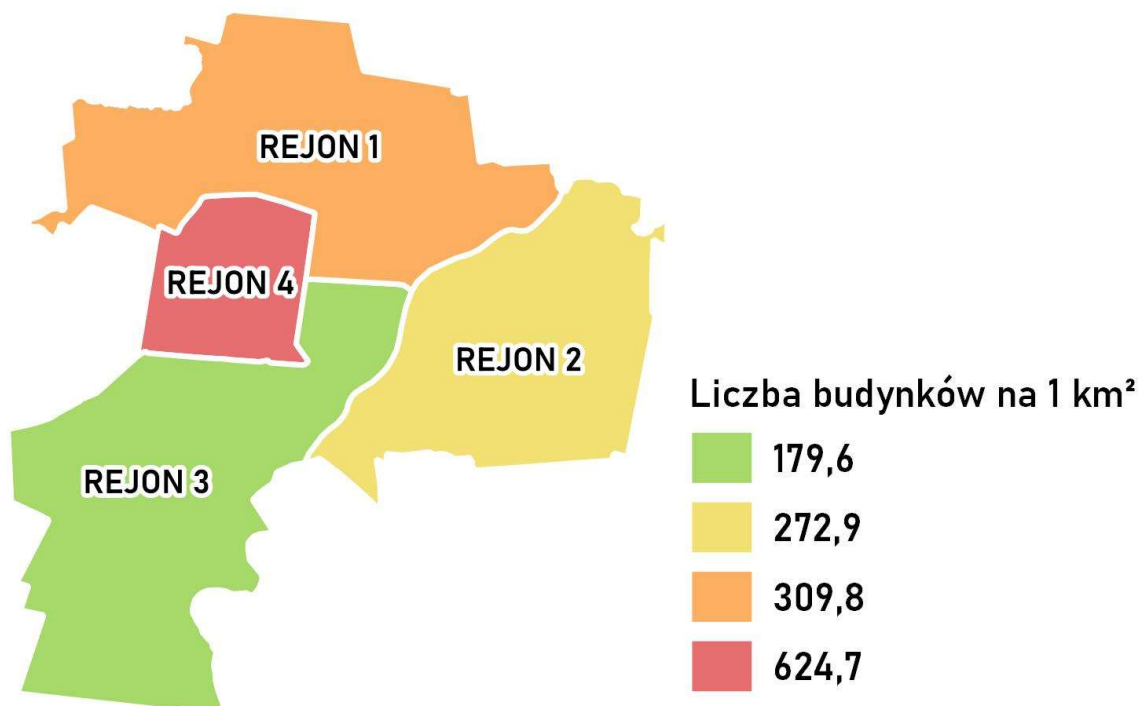 REJON 1
REJON 4
REJON 2
REJON 3
Liczba budynków na 1 km²
179,6
272,9
309,8
624,7